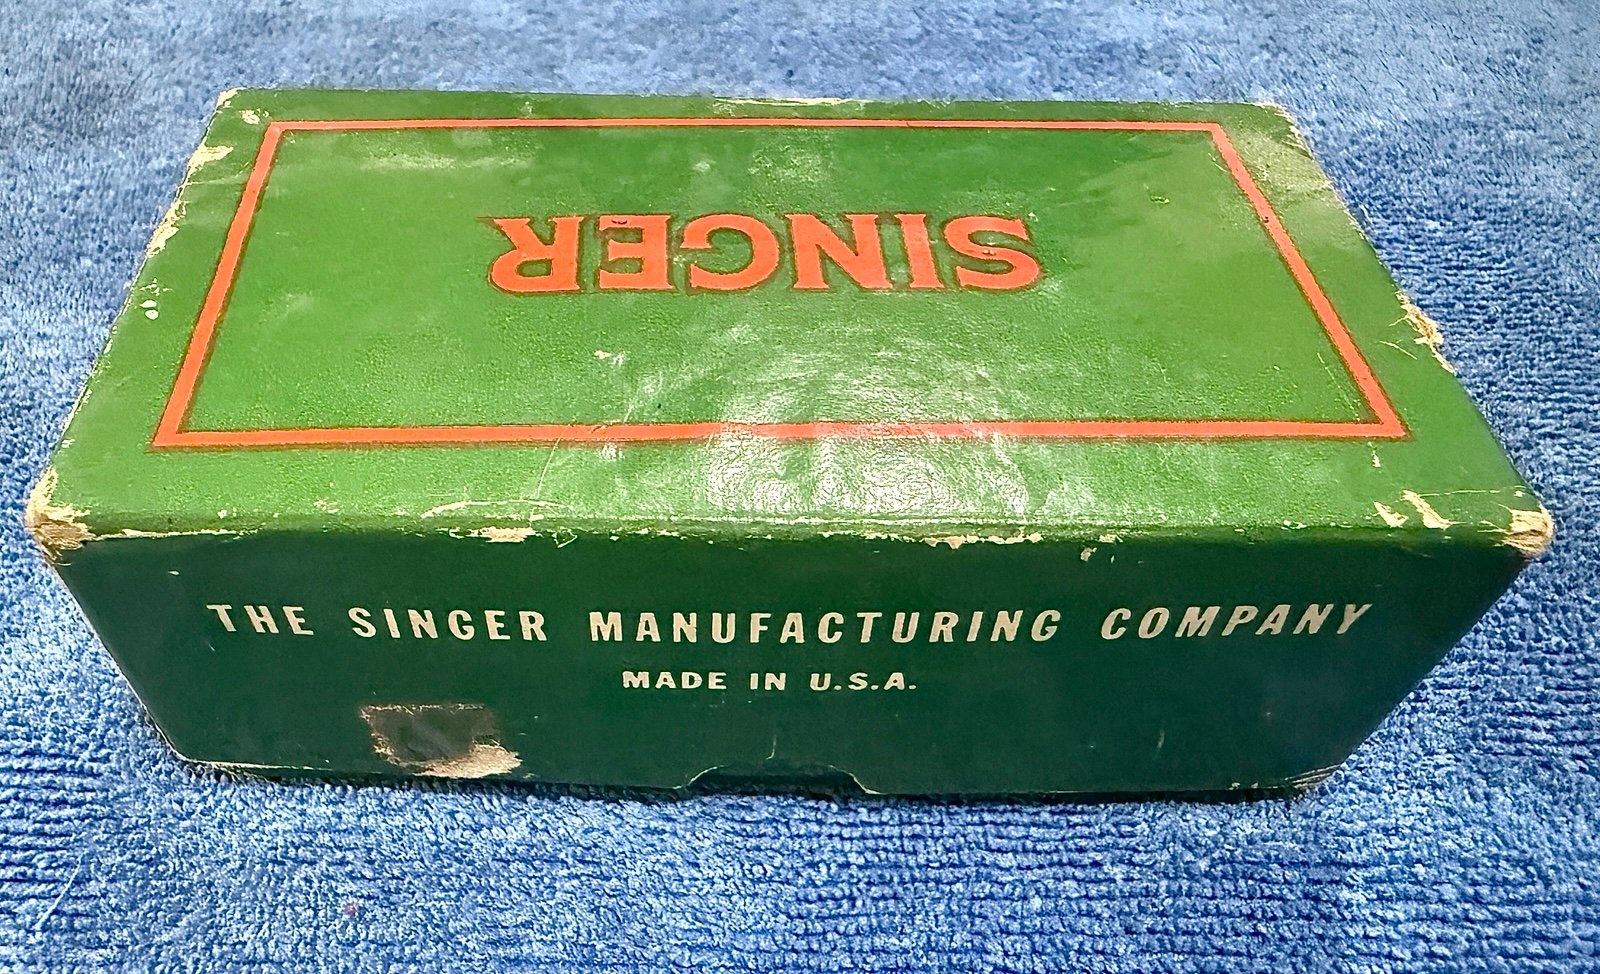 SINGER
THE SINGER MANUFACTURING COMPANY
MADE IN U.S.A.